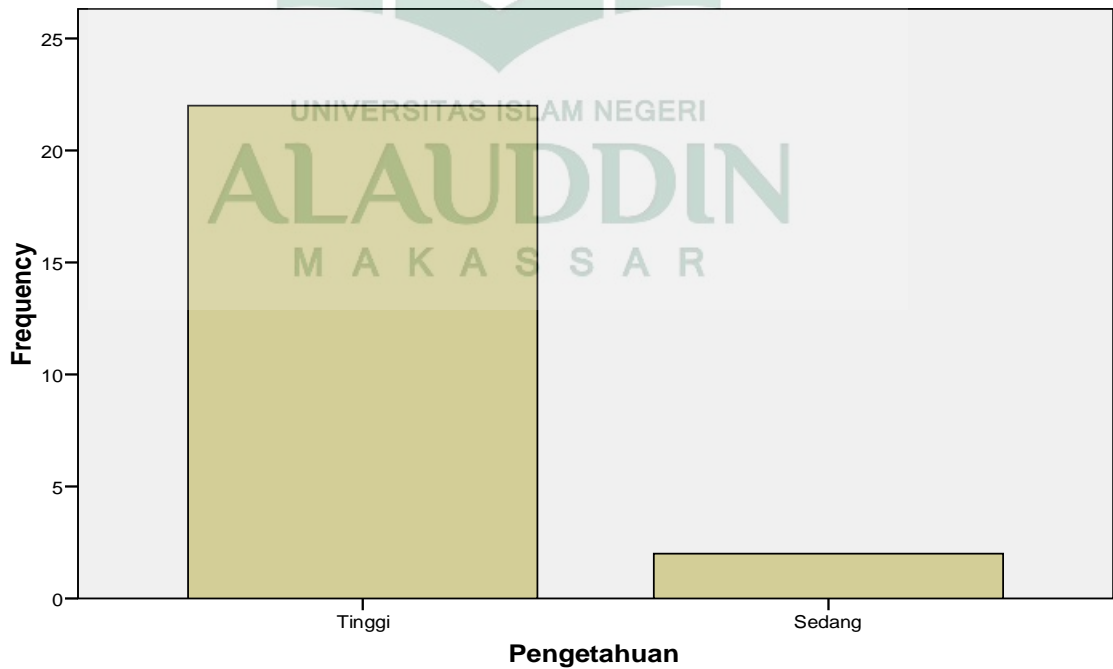 25
UNIVERSITAS ISLAM NEGERI
20
ALAUDDIN
15
MAKASSAR
Frequency
10
5
0
Tinggi
Sedang
Pengetahuan